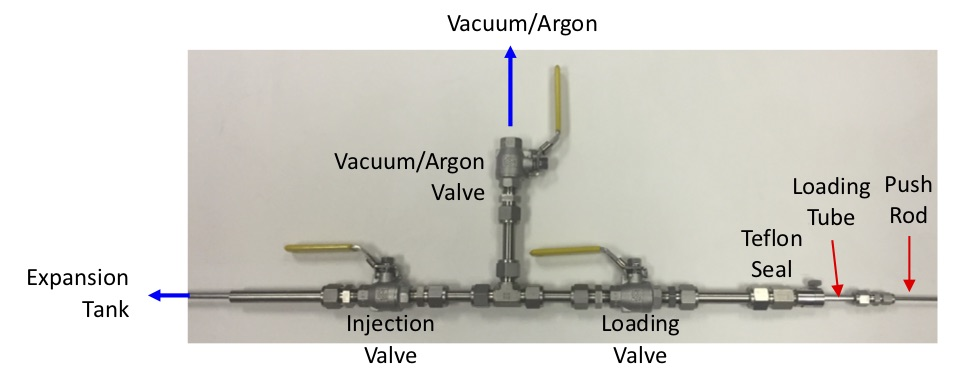 Vacuum/Argon
Vacuum/Argon
Valve
Loading
Tube
Push
Rod
Teflon
Seal
Expansion
Tank
Injection
Valve
Loading
Valve